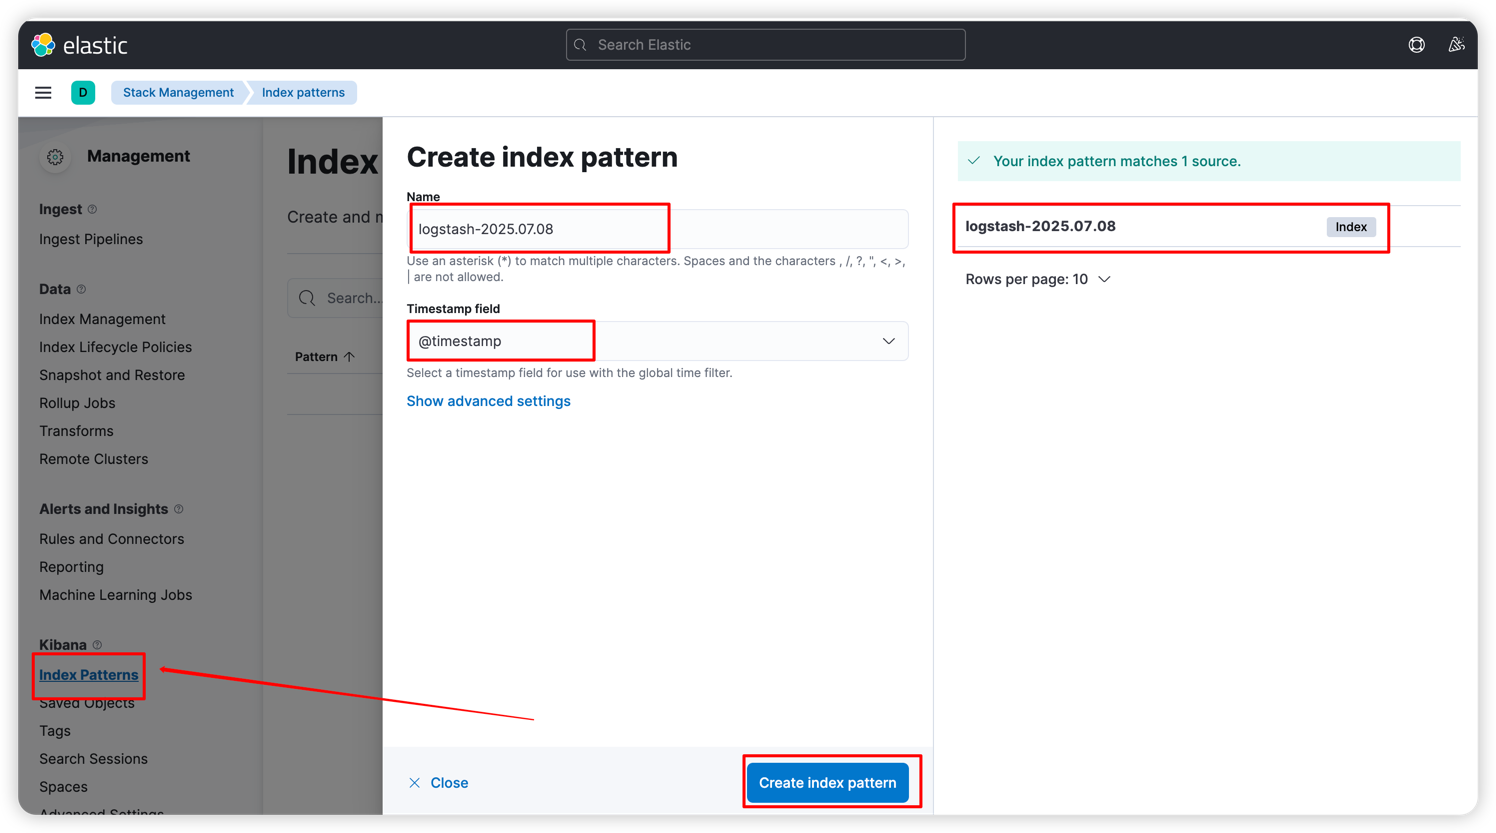 elastic
Search Elastic
D
Stack Management
Index patterns
Management
Ingest
Ingest Pipelines
Data
Index Management
Index Lifecycle Policies
Snapshot and Restore
Rollup Jobs
Transforms
Remote Clusters
Alerts and Insights
Rules and Connectors
Reporting
Machine Learning Jobs
Kibana
Index Patterns
Saved Objects
Tags
Search Sessions
Spaces
Advanced Settings
Index
Create and m
Search...
Pattern ↑
Create index pattern
Name
logstash-2025.07.08
Use an asterisk (*) to match multiple characters. Spaces and the characters , /, ?, ", <, >,
| are not allowed.
Timestamp field
@timestamp
Select a timestamp field for use with the global time filter.
Show advanced settings
Close
Create index pattern
Your index pattern matches 1 source.
logstash-2025.07.08
Index
Rows per page: 10